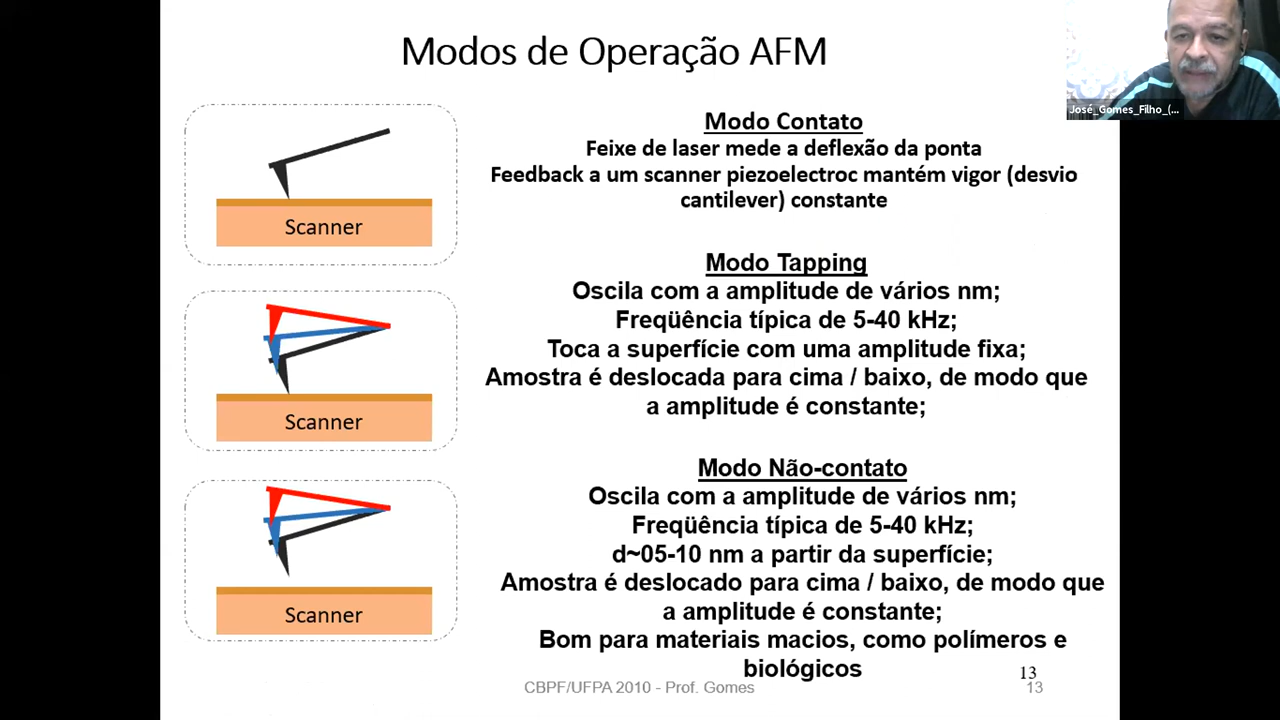 Modos de Operação AFM
José_Gomes_Filho_(...
Modo Contato
Feixe de laser mede a deflexão da ponta
Feedback a um scanner piezoelectroc mantém vigor (desvio
cantilever) constante
Scanner
Modo Tapping
Oscila com a amplitude de vários nm;
Freqüência típica de 5-40 kHz;
Toca a superfície com uma amplitude fixa;
Amostra é deslocada para cima / baixo, de modo que
a amplitude é constante;
Scanner
Modo Não-contato
Oscila com a amplitude de vários nm;
Freqüência típica de 5-40 kHz;
d~05-10 nm a partir da superfície;
Amostra é deslocado para cima / baixo, de modo que
a amplitude é constante;
Bom para materiais macios, como polímeros e
biológicos
Scanner
13
CBPF/UFPA 2010 - Prof. Gomes
13